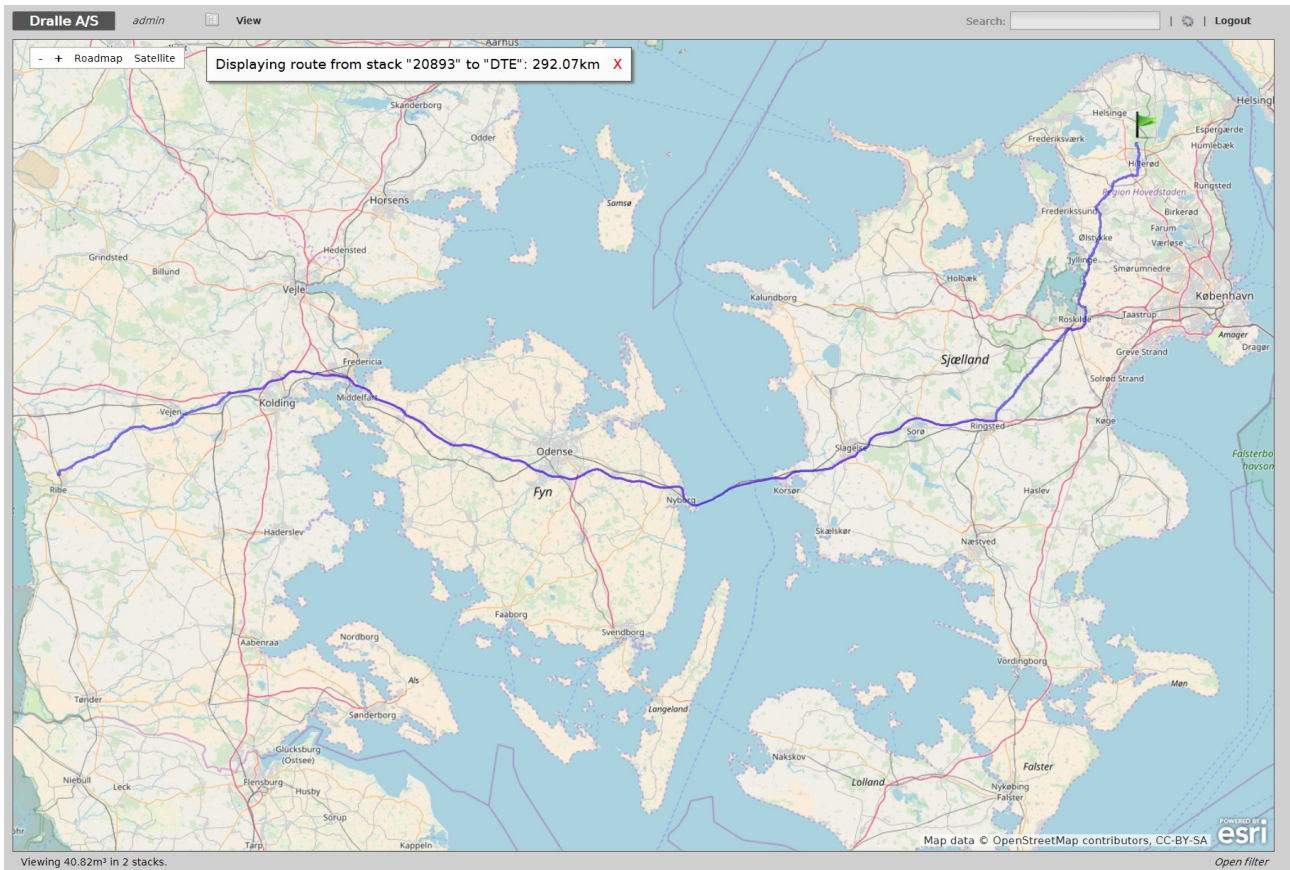 Dralle A/S admin View Search: | | Logout
- + Roadmap Satellite
Displaying route from stack "20893" to "DTE": 292.07km X
Aarhus
Skanderborg
Odder
Horsens
Samsø
Hedensted
Grindsted
Billund
Vejle
Fredericia
Kolding
Middelfart
Vejen
Ribe
Odense
Fyn
Nyborg
Haderslev
Faaborg
Svendborg
Aabenraa
Nordborg
Als
Sønderborg
Tønder
Langeland
Glücksburg
(Ostsee)
Flensburg
Husby
Niebüll
Leck
Sörup
Tarp
Kappeln
Helsinge
Frederiksværk
Espergærde
Humlebæk
Hillerød
Region Hovedstaden
Rungsted
Frederikssund
Birkerød
Farum
Værløse
Ølstykke
Jyllinge
Smørumnedre
Holbæk
Kalundborg
København
Roskilde
Taastrup
Amager
Dragør
Greve Strand
Sjælland
Solrød Strand
Køge
Ringsted
Sorø
Slagelse
Falsterbo
havsom
Korsør
Haslev
Skælskør
Næstved
Vordingborg
Møn
Nakskov
Lolland
Falster
Nykøbing
Falster
POWERED BY
esri
Map data © OpenStreetMap contributors, CC-BY-SA
Viewing 40.82m³ in 2 stacks. Open filter